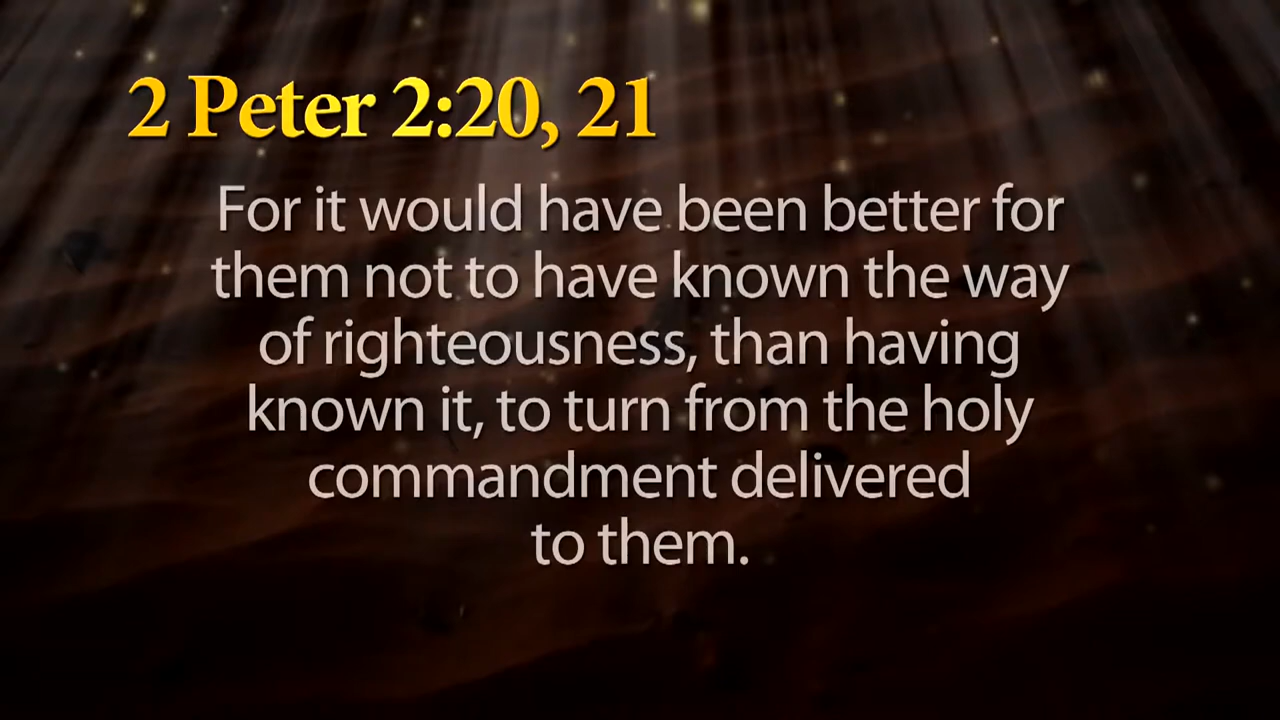 2 Peter 2:20, 21
For it would have been better for
them not to have known the way
of righteousness, than having
known it, to turn from the holy
commandment delivered
to them.